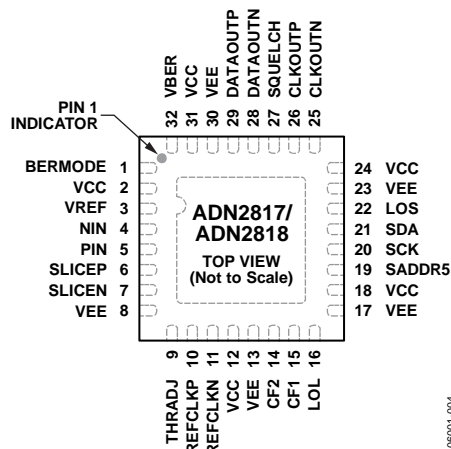 32 VBER
31 VCC
30 VEE
29 DATAOUTP
28 DATAOUTN
27 SQUELCH
26 CLKOUTP
25 CLKOUTN
PIN 1
INDICATOR
BERMODE 1
VCC 2
VREF 3
NIN 4
PIN 5
SLICEP 6
SLICEN 7
VEE 8
ADN2817/
ADN2818
TOP VIEW
(Not to Scale)
24 VCC
23 VEE
22 LOS
21 SDA
20 SCK
19 SADDR5
18 VCC
17 VEE
THRADJ 9
REFCLKP 10
REFCLKN 11
VCC 12
VEE 13
CF2 14
CF1 15
LOL 16